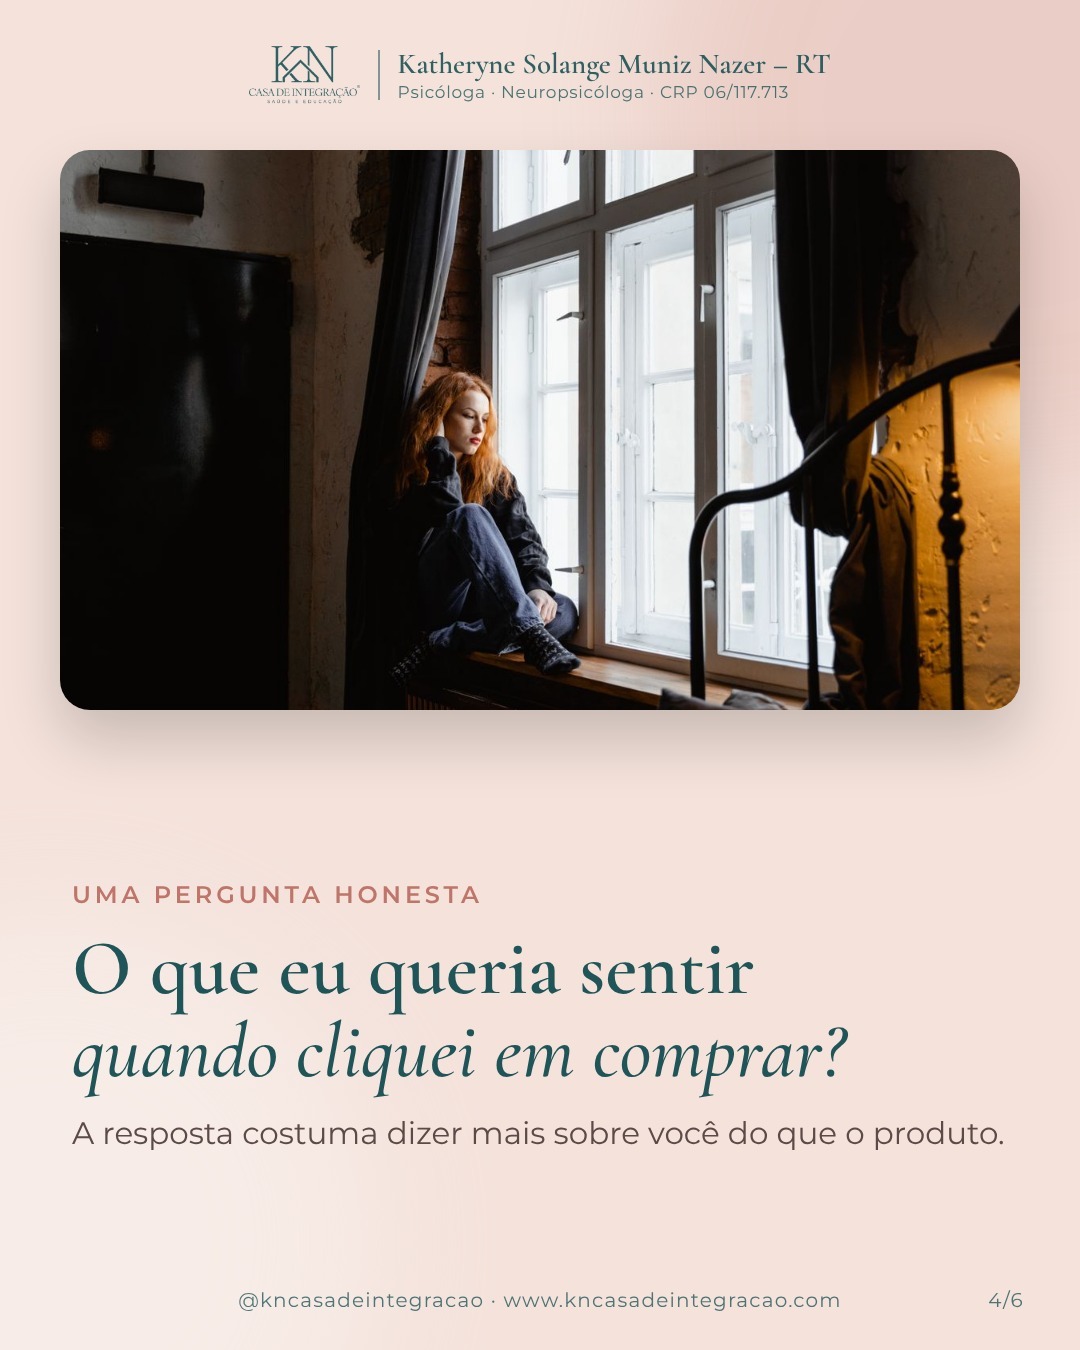 KN
CASA DE INTEGRAÇÃO
SAÚDE E EDUCAÇÃO
Katheryne Solange Muniz Nazer – RT
Psicóloga · Neuropsicóloga · CRP 06/117.713
UMA PERGUNTA HONESTA
O que eu queria sentir
quando cliquei em comprar?
A resposta costuma dizer mais sobre você do que o produto.
@kncasadeintegracao · www.kncasadeintegracao.com
4/6